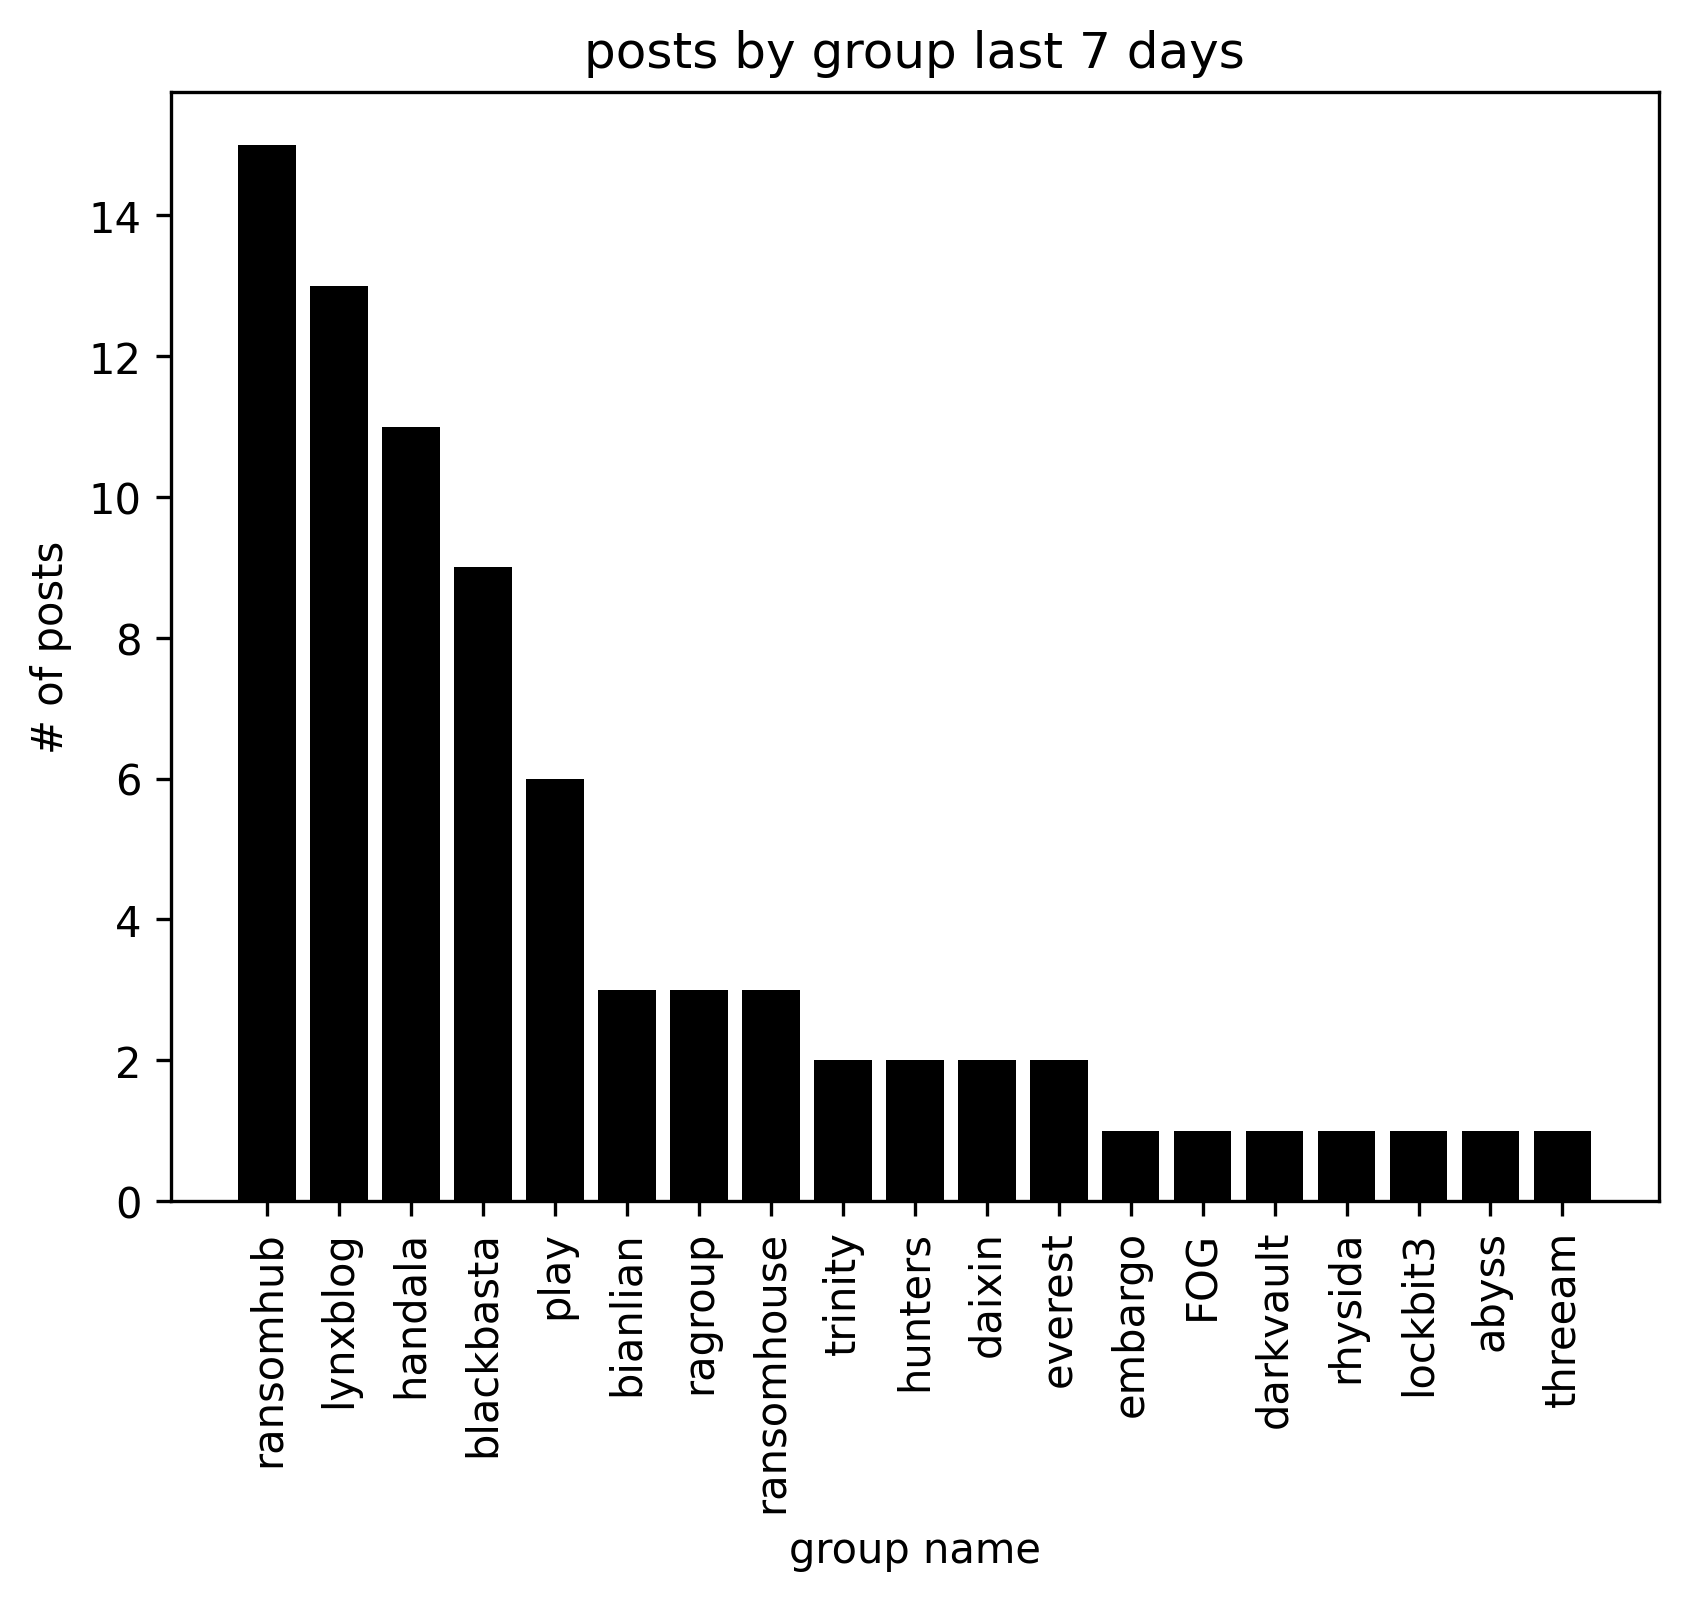 posts by group last 7 days
# of posts
14
12
10
8
6
4
2
0
ransomhub
lynxblog
handala
blackbasta
play
bianlian
ragroup
ransomhouse
trinity
hunters
daixin
everest
embargo
FOG
darkvault
rhysida
lockbit3
abyss
threeam
group name